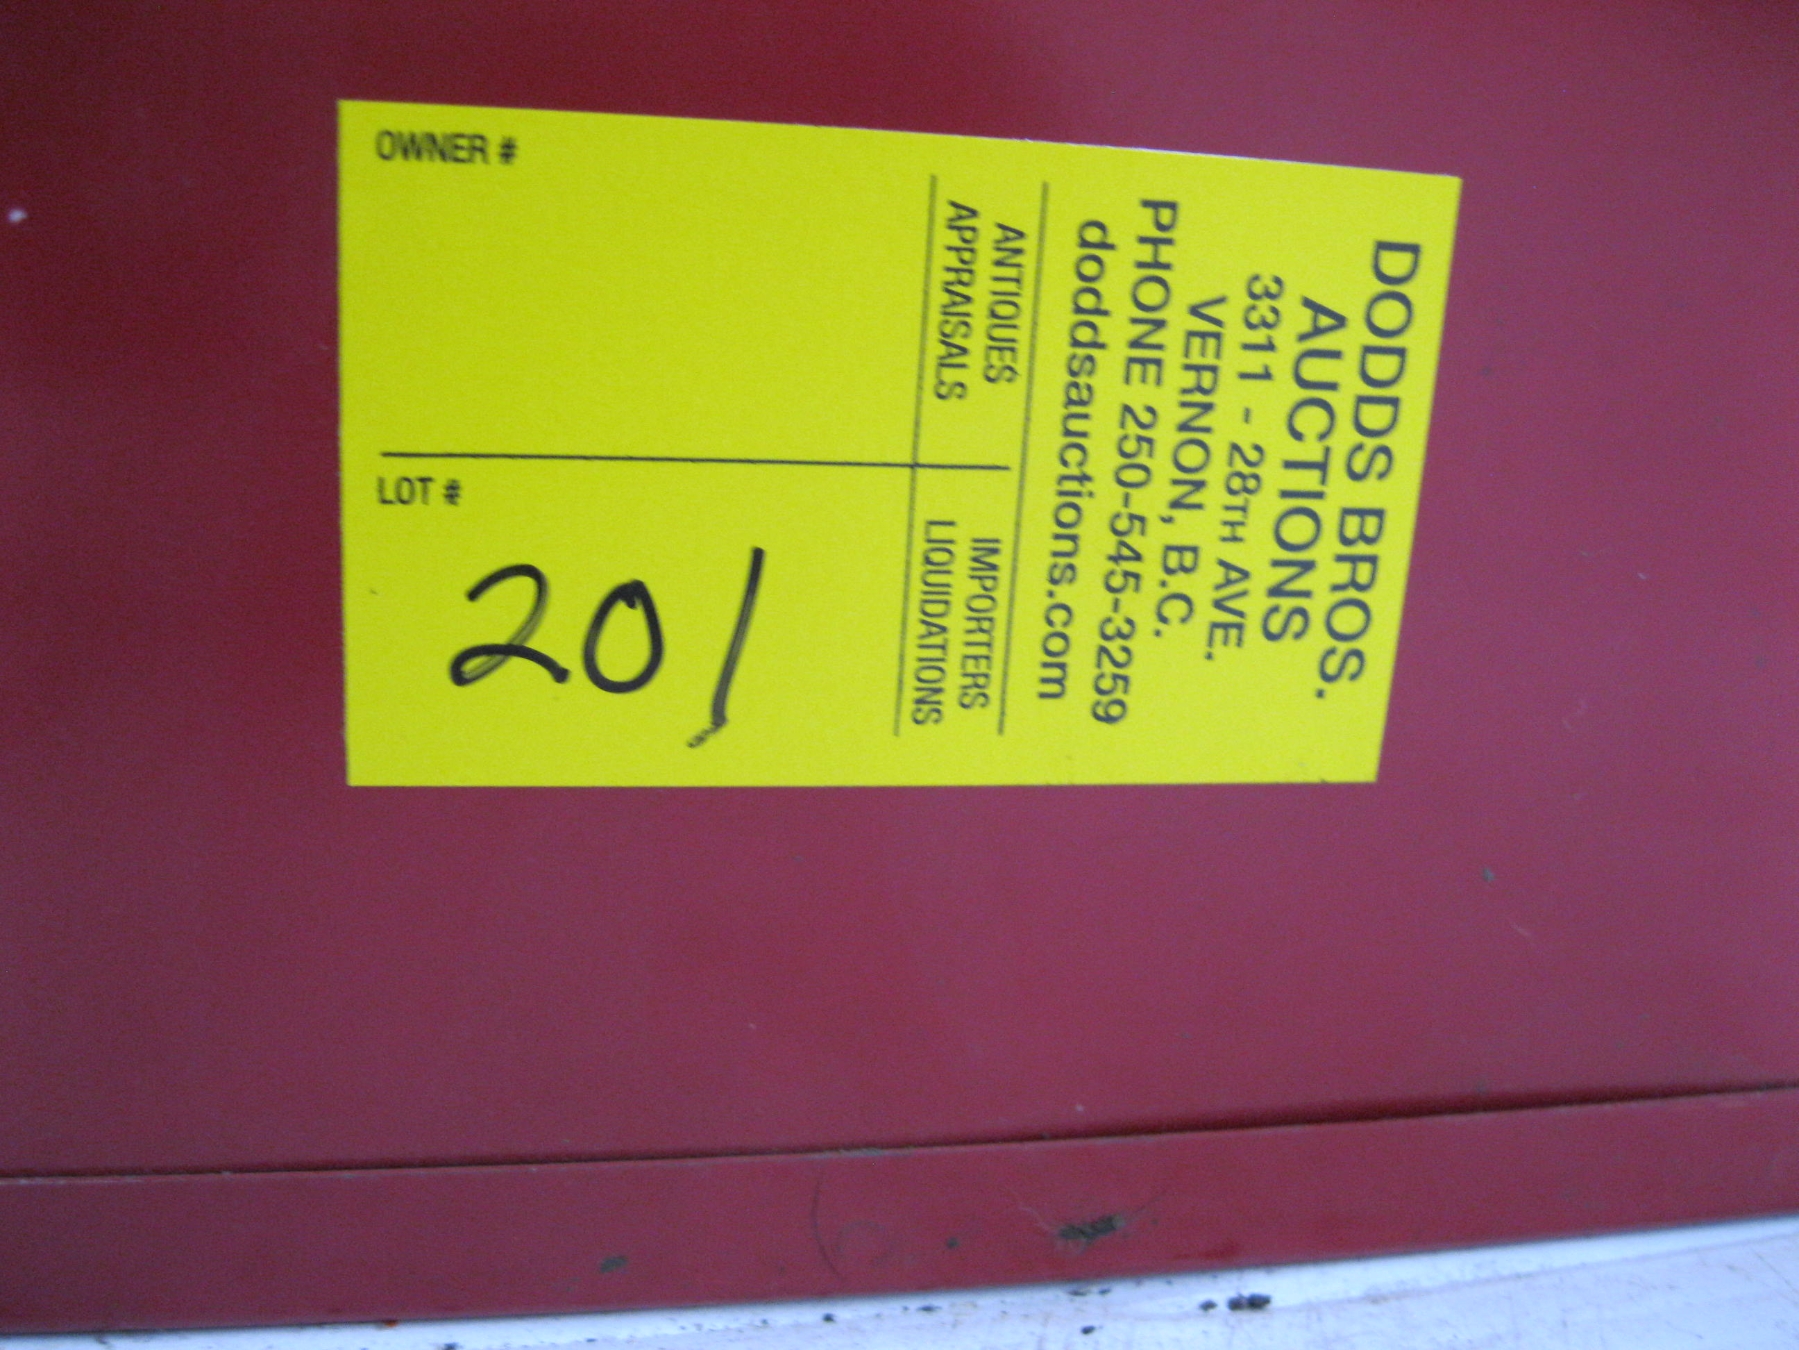 DODDS BROS.
AUCTIONS
3311 - 28TH AVE.
VERNON, B.C.
PHONE 250-545-3259
doddsauctions.com
ANTIQUES
APPRAISALS
IMPORTERS
LIQUIDATIONS
OWNER #
LOT #
201